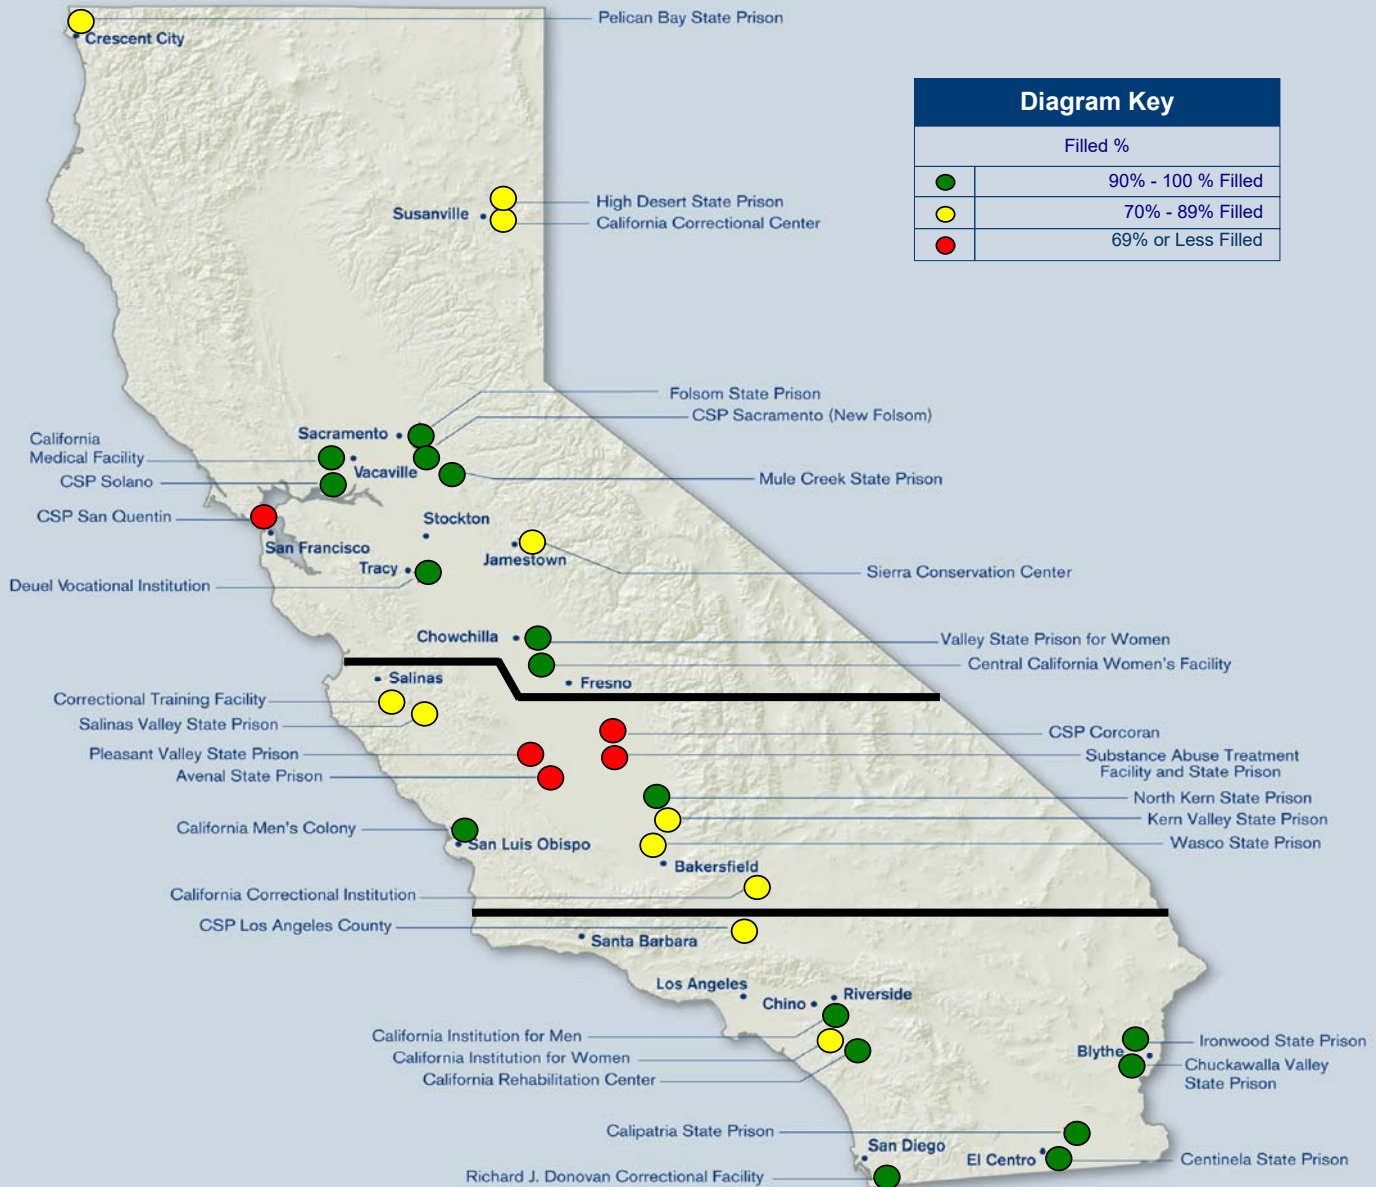 Pelican Bay State Prison
Crescent City
Diagram Key
Filled %
90% - 100 % Filled
70% - 89% Filled
69% or Less Filled
High Desert State Prison
Susanville
California Correctional Center
Folsom State Prison
CSP Sacramento (New Folsom)
Sacramento
California
Medical Facility
Vacaville
CSP Solano
Mule Creek State Prison
CSP San Quentin
Stockton
San Francisco
Jamestown
Tracy
Sierra Conservation Center
Deuel Vocational Institution
Chowchilla
Valley State Prison for Women
Central California Women's Facility
Salinas
Fresno
Correctional Training Facility
Salinas Valley State Prison
CSP Corcoran
Pleasant Valley State Prison
Substance Abuse Treatment
Facility and State Prison
Avenal State Prison
North Kern State Prison
Kern Valley State Prison
California Men's Colony
San Luis Obispo
Wasco State Prison
Bakersfield
California Correctional Institution
CSP Los Angeles County
Santa Barbara
Los Angeles
Chino
Riverside
California Institution for Men
California Institution for Women
California Rehabilitation Center
Ironwood State Prison
Blythe
Chuckawalla Valley
State Prison
Calipatria State Prison
San Diego
El Centro
Centinela State Prison
Richard J. Donovan Correctional Facility